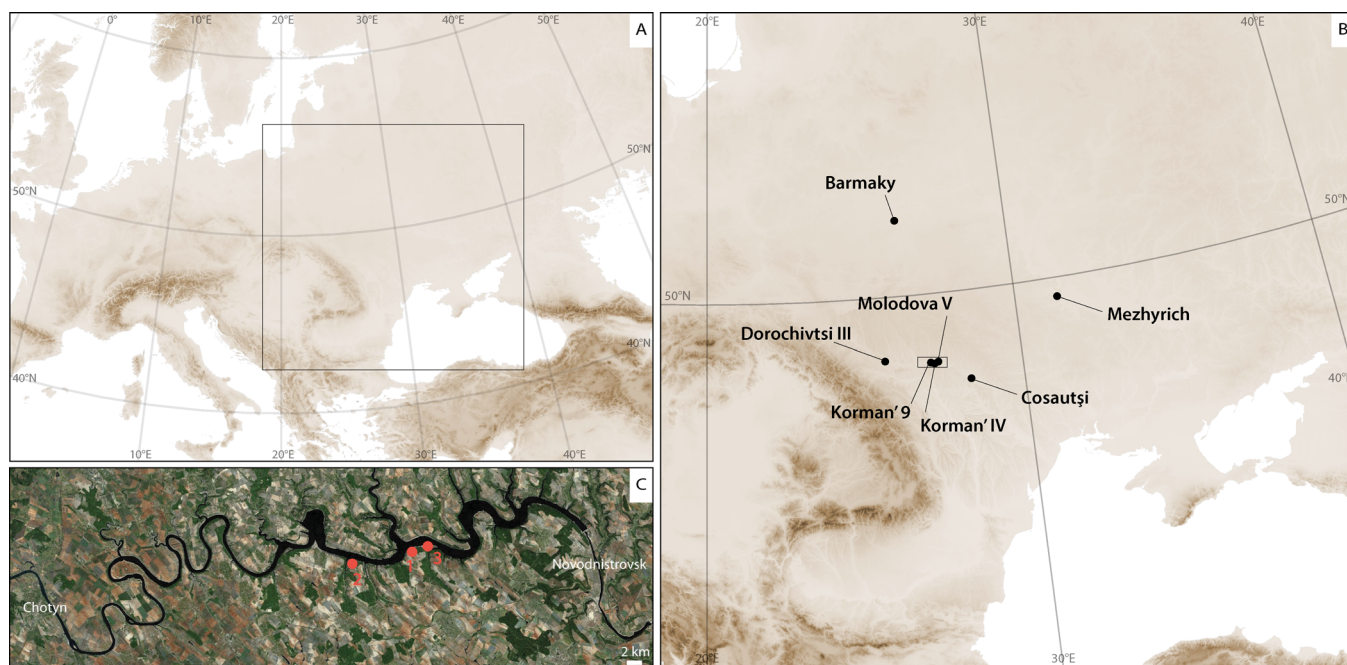 0°
10°E
20°E
30°E
40°E
50°E
A
50°N
50°N
40°N
40°N
10°E
20°E
30°E
40°E
C
Chotyn
2
1
3
Novodnistrovsk
2 km
20°E
30°E
40°E
B
Barmaky
50°N
50°N
Molodova V
Mezhyrich
Dorochivtsi III
Cosautşi
40°
Korman' 9
Korman' IV
20°E
30°E